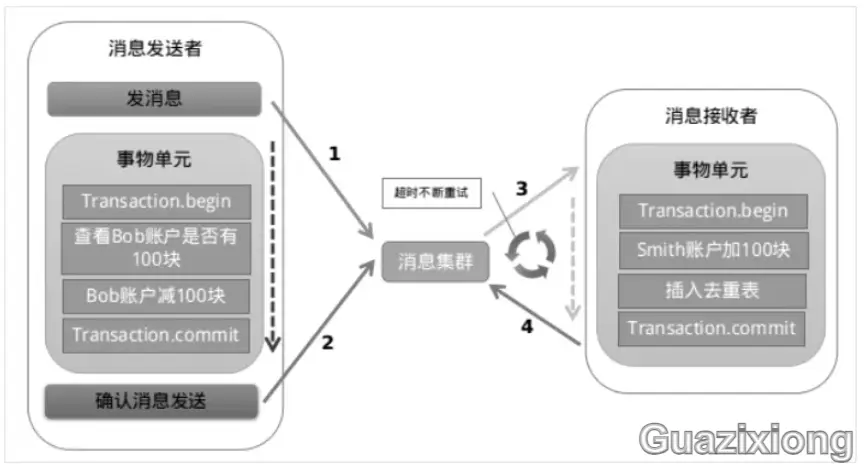 消息发送者
发消息
事物单元
Transaction.begin
查看Bob账户是否有
100块
Bob账户减100块
Transaction.commit
确认消息发送
1
2
超时不断重试
消息集群
3
4
消息接收者
事物单元
Transaction.begin
Smith账户加100块
插入去重表
Transaction.commit
Guazixiong